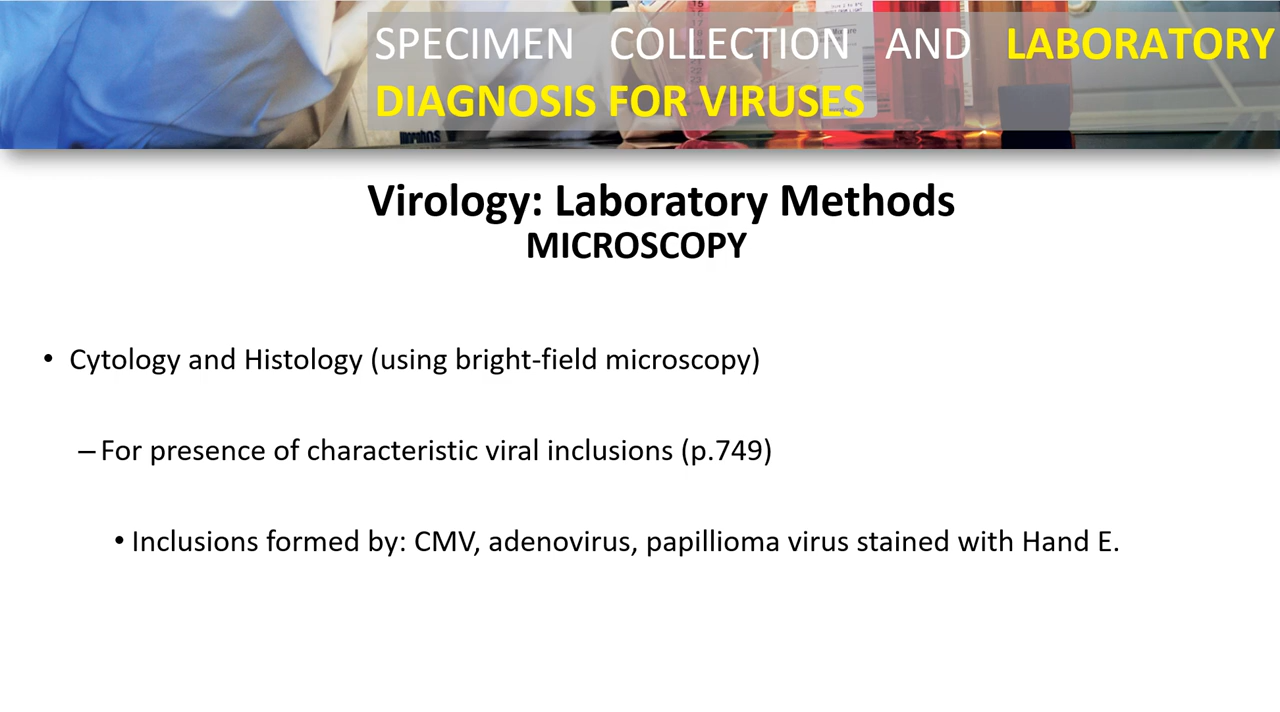 SPECIMEN COLLECTION AND LABORATORY
DIAGNOSIS FOR VIRUSES
Virology: Laboratory Methods
MICROSCOPY
• Cytology and Histology (using bright-field microscopy)
– For presence of characteristic viral inclusions (p.749)
• Inclusions formed by: CMV, adenovirus, papillioma virus stained with Hand E.